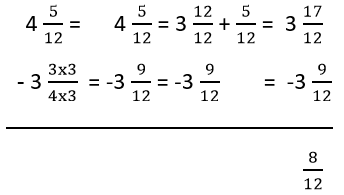 4 5/12 = 4 5/12 = 3 12/12 + 5/12 = 3 17/12
- 3 3x3/4x3 = -3 9/12 = -3 9/12 = -3 9/12
8/12